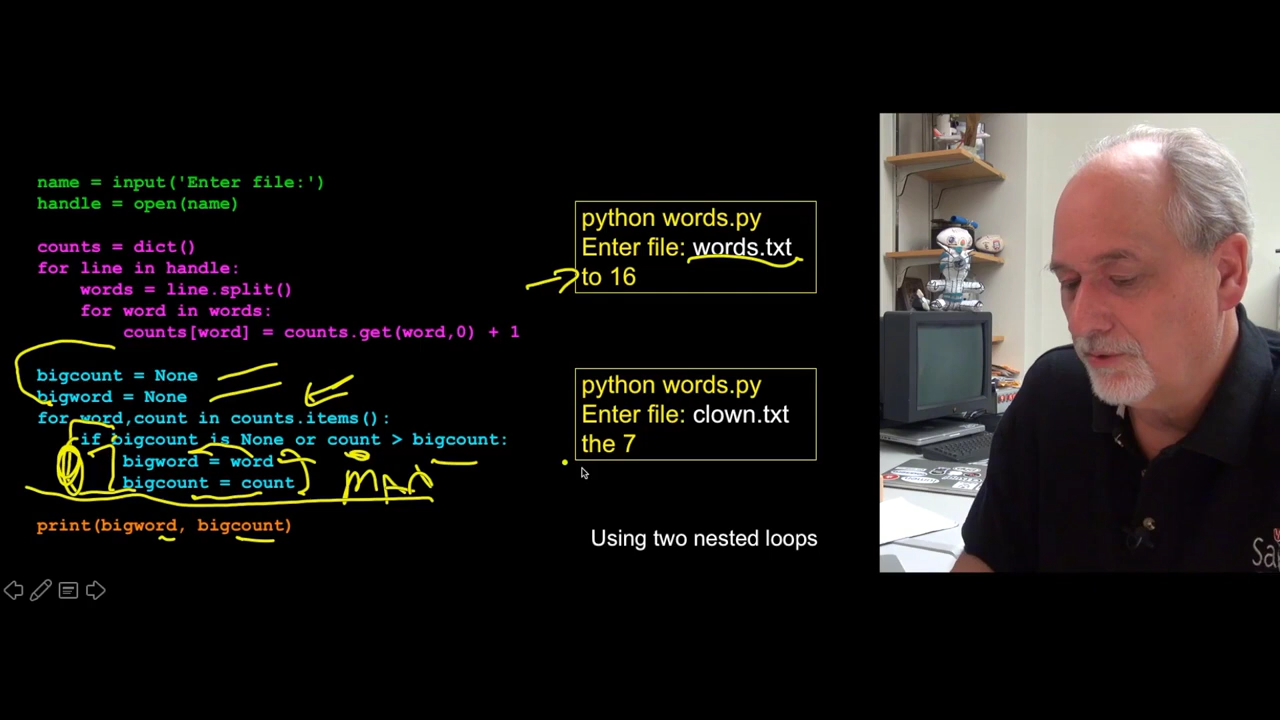 name = input('Enter file:')
handle = open(name)
counts = dict()
for line in handle:
words = line.split()
for word in words:
counts[word] = counts.get(word,0) + 1
bigcount = None
bigword = None
for word,count in counts.items():
if bigcount is None or count > bigcount:
bigword = word
bigcount = count
print(bigword, bigcount)
MAX
python words.py
Enter file: words.txt
to 16
python words.py
Enter file: clown.txt
the 7
Using two nested loops